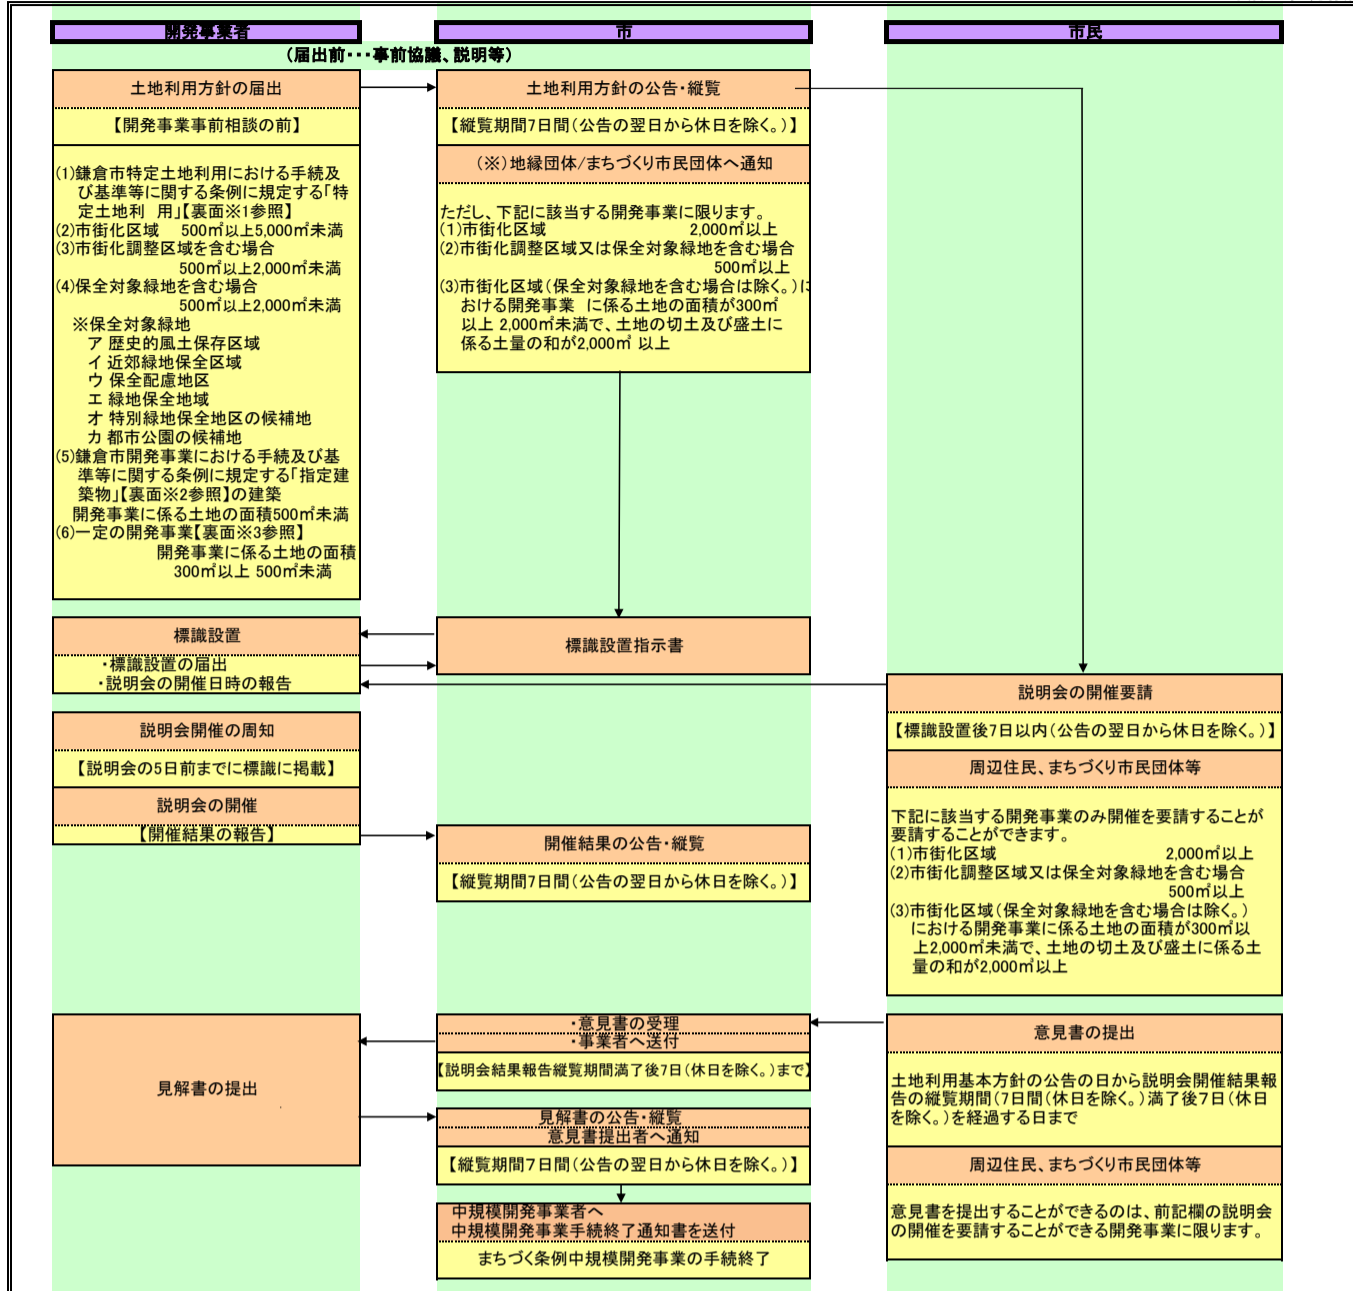 開発事業者
市
市民
（届出前・・・事前協議、説明等）
土地利用方針の届出
【開発事業事前相談の前】
(1)鎌倉市特定土地利用における手続及
び基準等に関する条例に規定する「特
定土地利　用」【裏面※1参照】
(2)市街化区域　500㎡以上5,000㎡未満
(3)市街化調整区域を含む場合
500㎡以上2,000㎡未満
(4)保全対象緑地を含む場合
500㎡以上2,000㎡未満
※保全対象緑地
ア 歴史的風土保存区域
イ 近郊緑地保全区域
ウ 保全配慮地区
エ 緑地保全地域
オ 特別緑地保全地区の候補地
カ 都市公園の候補地
(5)鎌倉市開発事業における手続及び基
準等に関する条例に規定する「指定建
築物」【裏面※2参照】の建築
開発事業に係る土地の面積500㎡未満
(6)一定の開発事業【裏面※3参照】
開発事業に係る土地の面積
300㎡以上 500㎡未満
土地利用方針の公告・縦覧
【縦覧期間7日間（公告の翌日から休日を除く。）】
（※）地縁団体/まちづくり市民団体へ通知
ただし、下記に該当する開発事業に限ります。
(1)市街化区域　2,000㎡以上
(2)市街化調整区域又は保全対象緑地を含む場合
500㎡以上
(3)市街化区域（保全対象緑地を含む場合は除く。）に
おける開発事業　に係る土地の面積が300㎡
以上 2,000㎡未満で、土地の切土及び盛土に
係る土量の和が2,000㎡ 以上
標識設置
・標識設置の届出
・説明会の開催日時の報告
標識設置指示書
説明会の開催要請
【標識設置後7日以内（公告の翌日から休日を除く。）】
周辺住民、まちづくり市民団体等
下記に該当する開発事業のみ開催を要請することが
要請することができます。
(1)市街化区域　2,000㎡以上
(2)市街化調整区域又は保全対象緑地を含む場合
500㎡以上
(3)市街化区域（保全対象緑地を含む場合は除く。）
における開発事業に係る土地の面積が300㎡以
上2,000㎡未満で、土地の切土及び盛土に係る土
量の和が2,000㎡以上
説明会開催の周知
【説明会の5日前までに標識に掲載】
説明会の開催
【開催結果の報告】
開催結果の公告・縦覧
【縦覧期間7日間（公告の翌日から休日を除く。）】
見解書の提出
・意見書の受理
・事業者へ送付
【説明会結果報告縦覧期間満了後7日（休日を除く。）まで】
見解書の公告・縦覧
意見書提出者へ通知
【縦覧期間7日間（公告の翌日から休日を除く。）】
中規模開発事業者へ
中規模開発事業手続終了通知書を送付
まちづく条例中規模開発事業の手続終了
意見書の提出
土地利用基本方針の公告の日から説明会開催結果報
告の縦覧期間（7日間（休日を除く。）満了後7日（休日
を除く。）を経過する日まで
周辺住民、まちづくり市民団体等
意見書を提出することができるのは、前記欄の説明会
の開催を要請することができる開発事業に限ります。